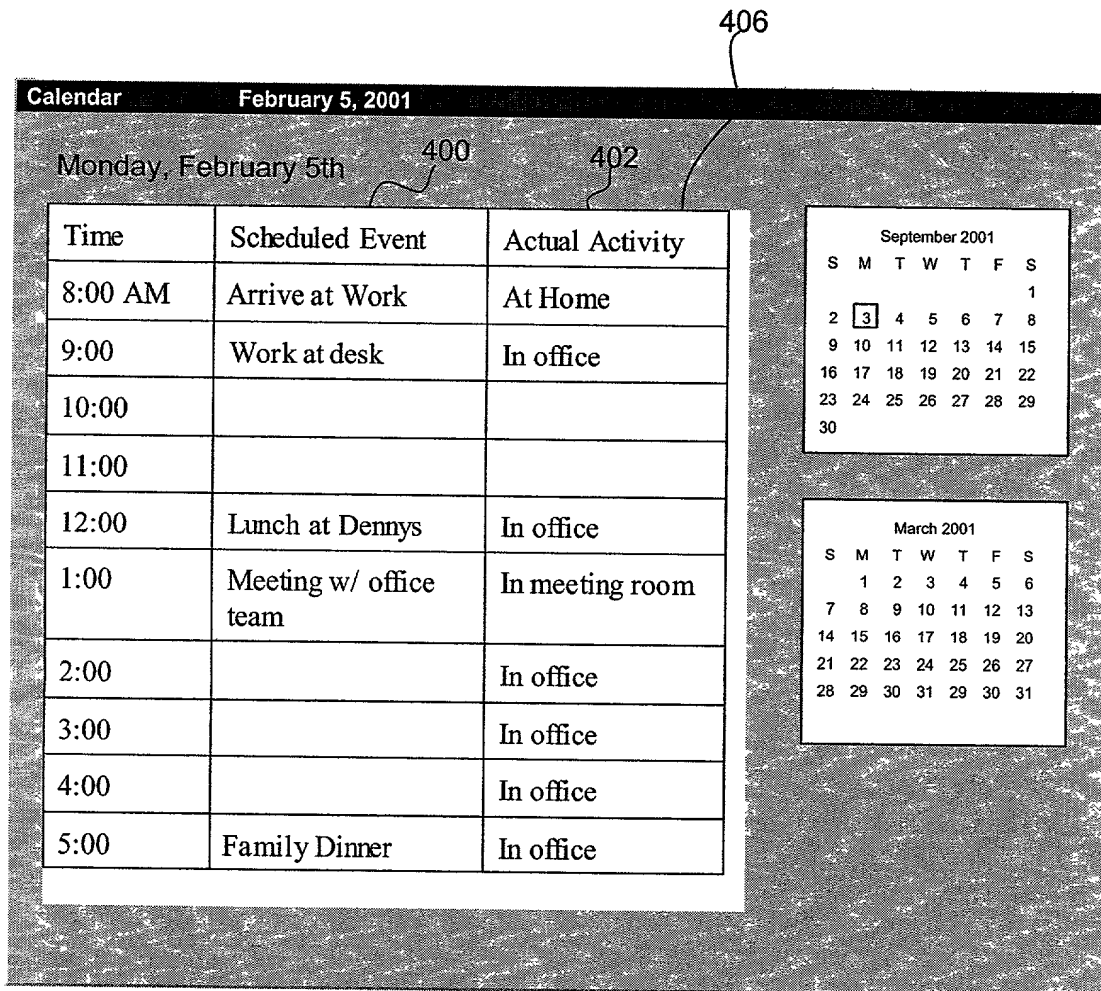 406
Calendar February 5, 2001
Monday, February 5th 400 402
Time Scheduled Event Actual Activity
8:00 AM Arrive at Work At Home
9:00 Work at desk In office
10:00
11:00
12:00 Lunch at Dennys In office
1:00 Meeting w/ office In meeting room
team
2:00 In office
3:00 In office
4:00 In office
5:00 Family Dinner In office
September 2001
S M T W T F S
1
2 3 4 5 6 7 8
9 10 11 12 13 14 15
16 17 18 19 20 21 22
23 24 25 26 27 28 29
30
March 2001
S M T W T F S
1 2 3 4 5 6
7 8 9 10 11 12 13
14 15 16 17 18 19 20
21 22 23 24 25 26 27
28 29 30 31 29 30 31